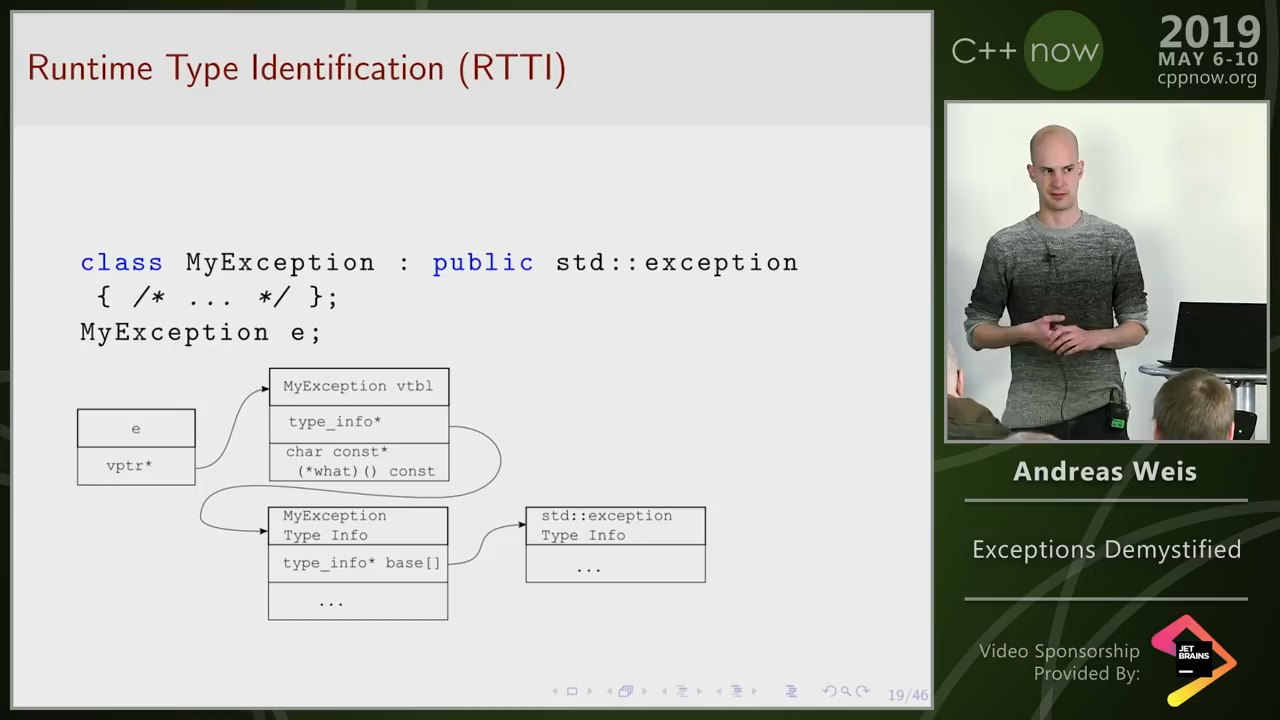 Runtime Type Identification (RTTI)
class MyException : public std::exception
{ /* ... */ };
MyException e;
e
vptr*
MyException vtbl
type_info*
char const*
(*what)() const
MyException
Type Info
type_info* base[]
...
std::exception
Type Info
...
19/46
C++ now
2019
MAY 6-10
cppnow.org
Andreas Weis
Exceptions Demystified
Video Sponsorship
Provided By:
JET
BRAINS